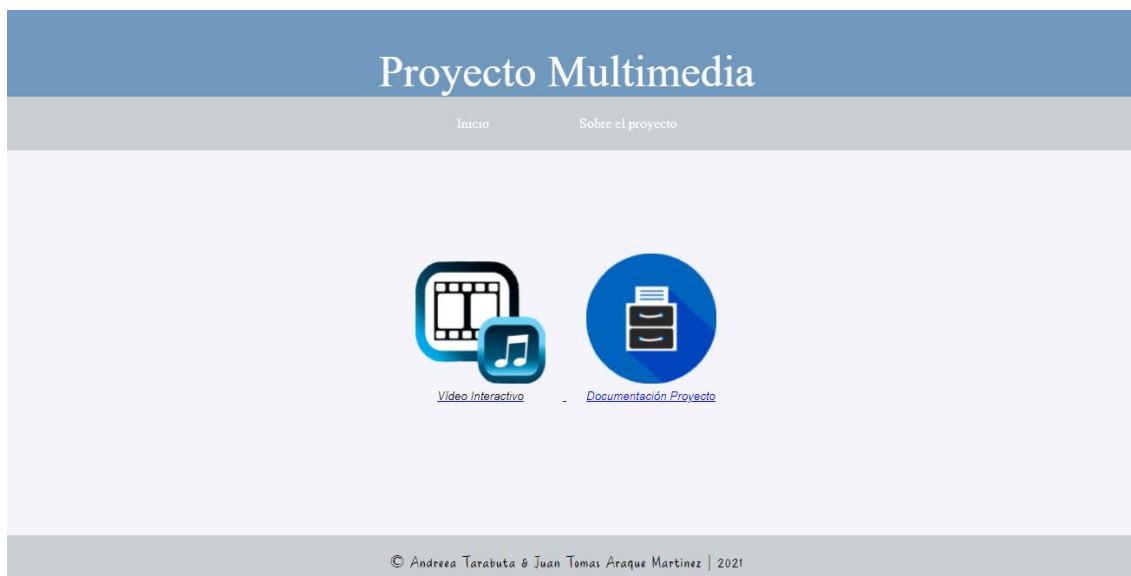 Proyecto Multimedia
Inicio Sobre el proyecto
Vídeo Interactivo Documentación Proyecto
© Andreea Tarabuta & Juan Tomas Araque Martinez | 2021